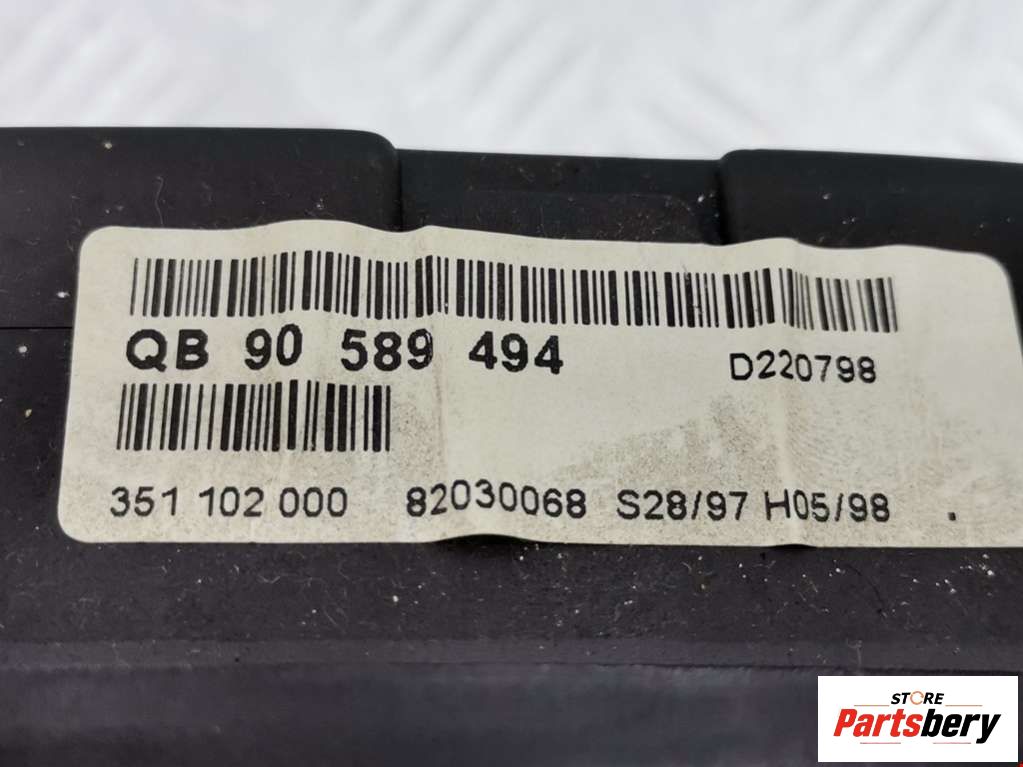 QB 90 589 494 D220798
351 102 000 82030068 S28/97 H05/98 .
STORE
Partsbery